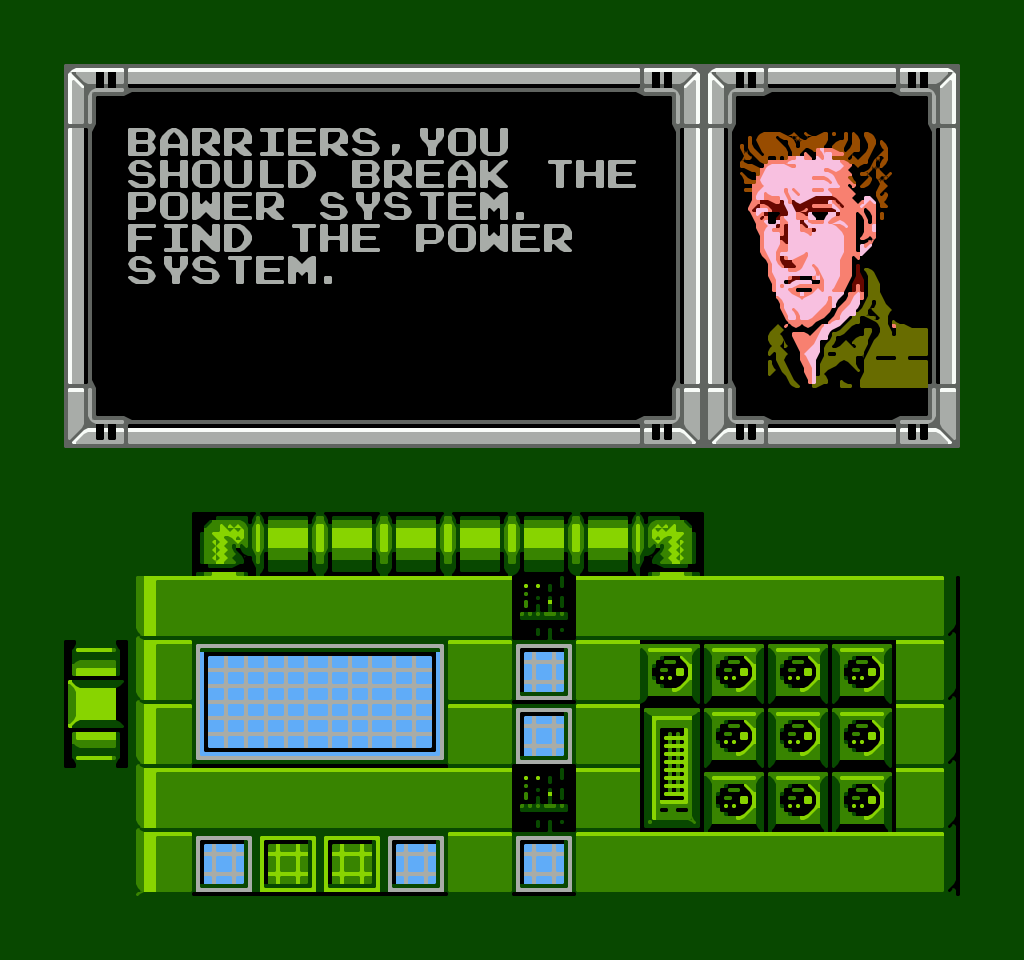 BARRIERS,YOU
SHOULD BREAK THE
POWER SYSTEM.
FIND THE POWER
SYSTEM.